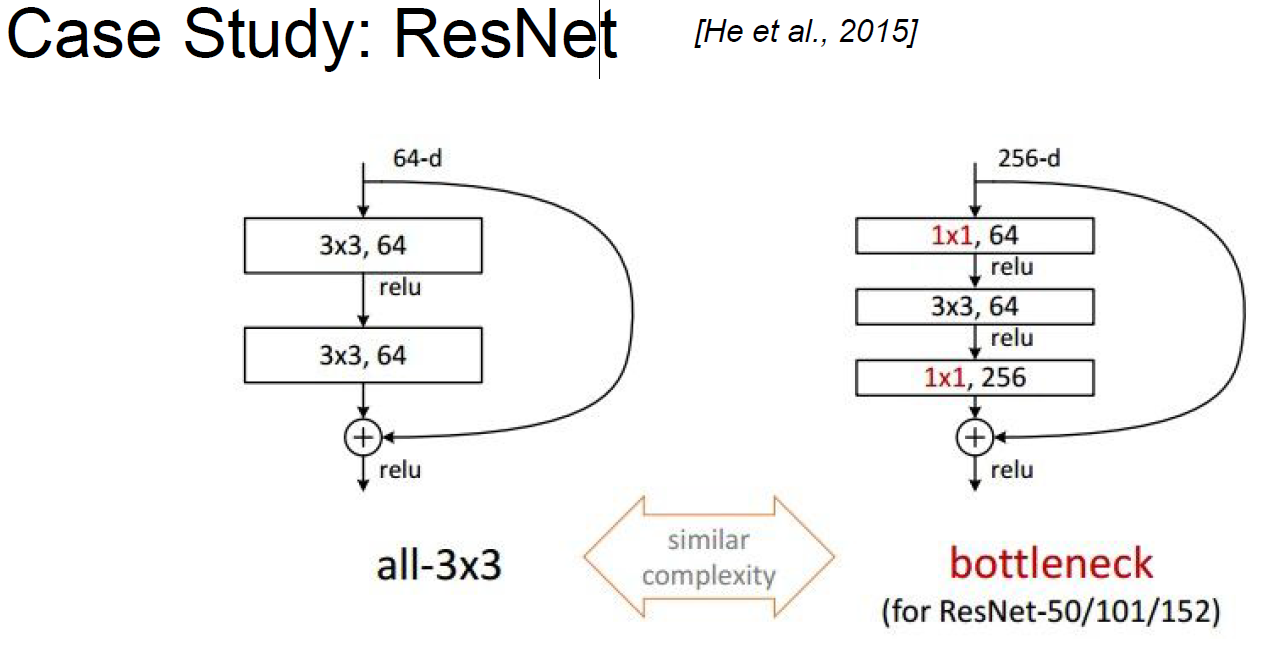 Case Study: ResNet
[He et al., 2015]
64-d
3x3, 64
relu
3x3, 64
+
relu
all-3x3
similar
complexity
256-d
1x1, 64
relu
3x3, 64
relu
1x1, 256
+
relu
bottleneck
(for ResNet-50/101/152)